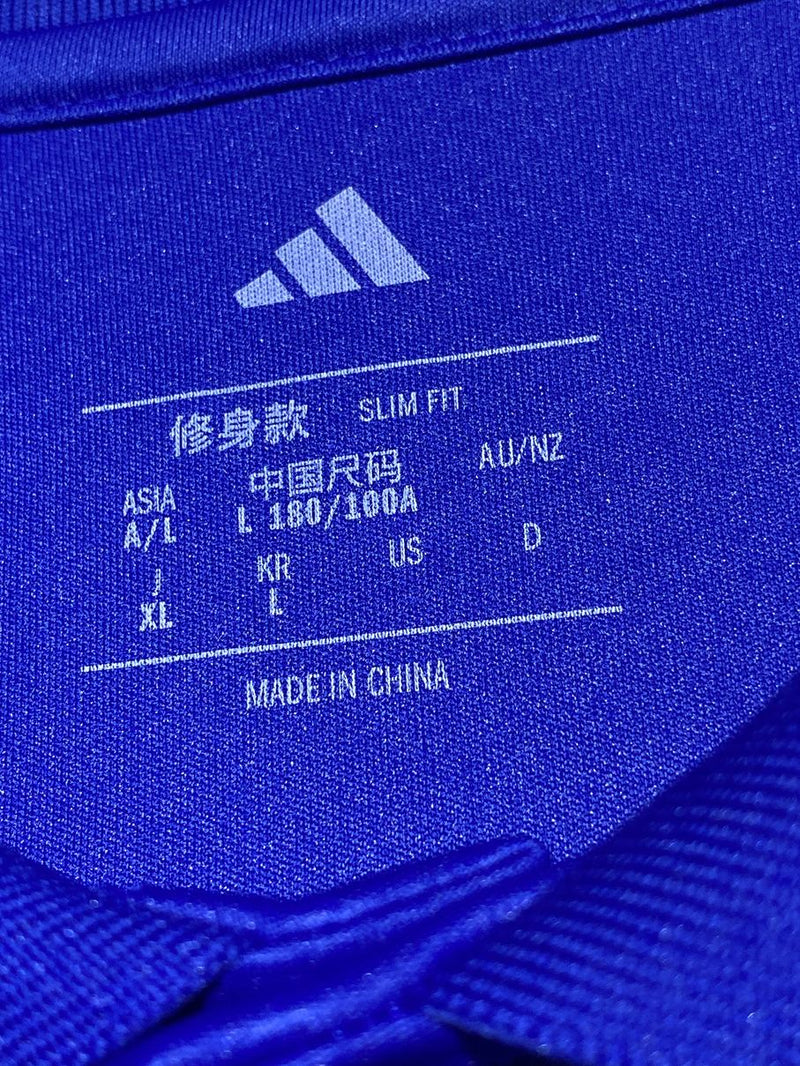 修身款 SLIM FIT
ASIA 中国尺码 AU/NZ
A/L L 180/100A
J KR US D
XL L
MADE IN CHINA